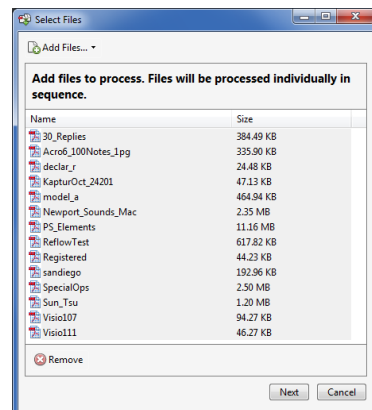 Select Files
Add Files...
Add files to process. Files will be processed individually in
sequence.
Name Size
30_Replies 384.49 KB
Acro6_100Notes_1pg 335.90 KB
declar_r 24.48 KB
KapturOct_24201 47.13 KB
model_a 464.94 KB
Newport_Sounds_Mac 2.35 MB
PS_Elements 11.16 MB
ReflowTest 617.82 KB
Registered 44.23 KB
sandiego 192.96 KB
SpecialOps 2.50 MB
Sun_Tsu 1.20 MB
Visio107 94.27 KB
Visio111 46.27 KB
Remove
Next Cancel